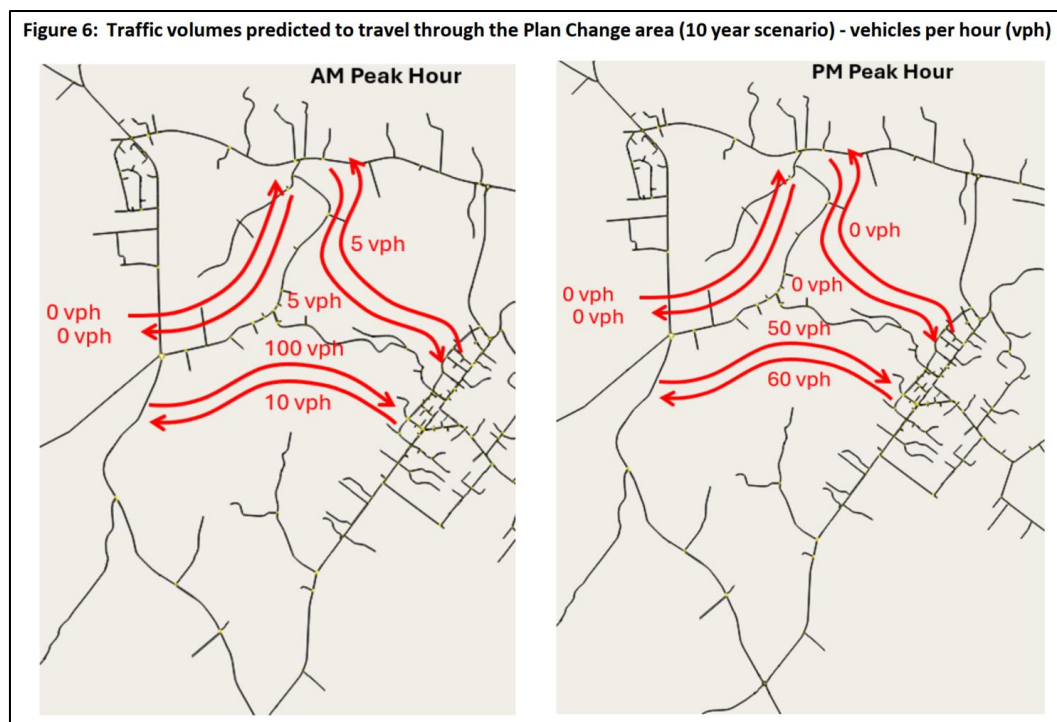 Figure 6:  Traffic volumes predicted to travel through the Plan Change area (10 year scenario) - vehicles per hour (vph)
AM Peak Hour
5 vph
0 vph
0 vph
5 vph
100 vph
10 vph
PM Peak Hour
0 vph
0 vph
0 vph
0 vph
50 vph
60 vph